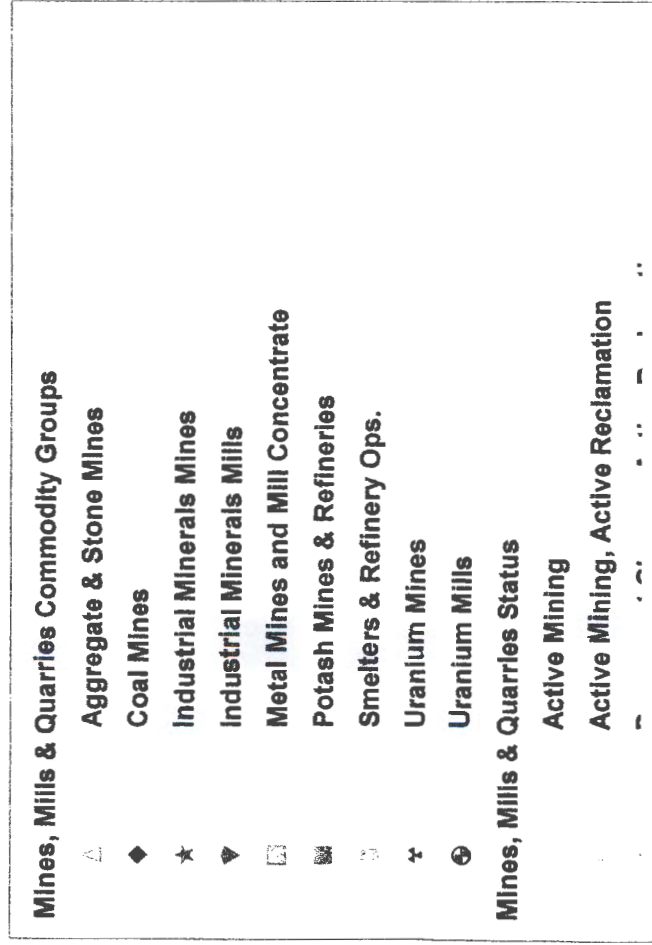 Mines, Mills & Quarries Commodity Groups
Aggregate & Stone Mines
Coal Mines
Industrial Minerals Mines
Industrial Minerals Mills
Metal Mines and Mill Concentrate
Potash Mines & Refineries
Smelters & Refinery Ops.
Uranium Mines
Uranium Mills
Mines, Mills & Quarries Status
Active Mining
Active Mining, Active Reclamation